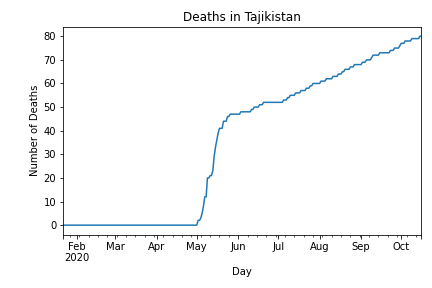 Deaths in Tajikistan
Number of Deaths
80
70
60
50
40
30
20
10
0
Feb Mar Apr May Jun Jul Aug Sep Oct
2020
Day